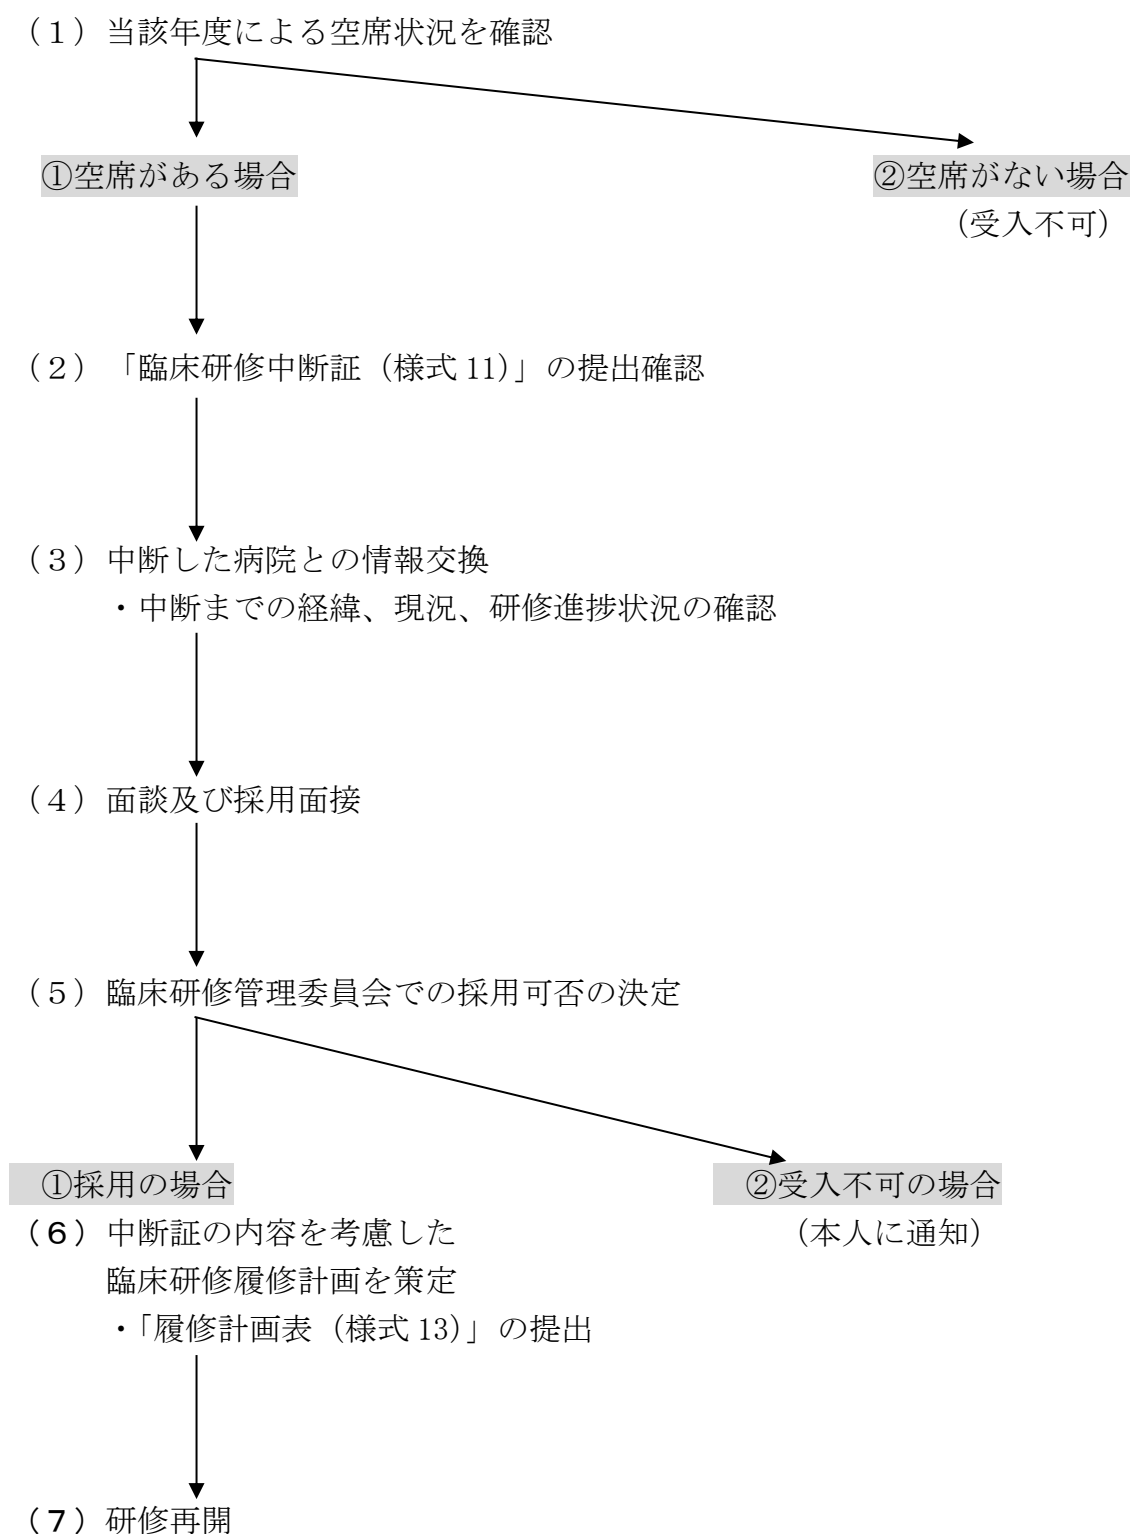 （１）当該年度による空席状況を確認
①空席がある場合
②空席がない場合
（受入不可）
（２）「臨床研修中断証（様式 11）」の提出確認
（３）中断した病院との情報交換
・中断までの経緯、現況、研修進捗状況の確認
（４）面談及び採用面接
（５）臨床研修管理委員会での採用可否の決定
①採用の場合
②受入不可の場合
（６）中断証の内容を考慮した
（本人に通知）
臨床研修履修計画を策定
・「履修計画表（様式 13）」の提出
（７）研修再開